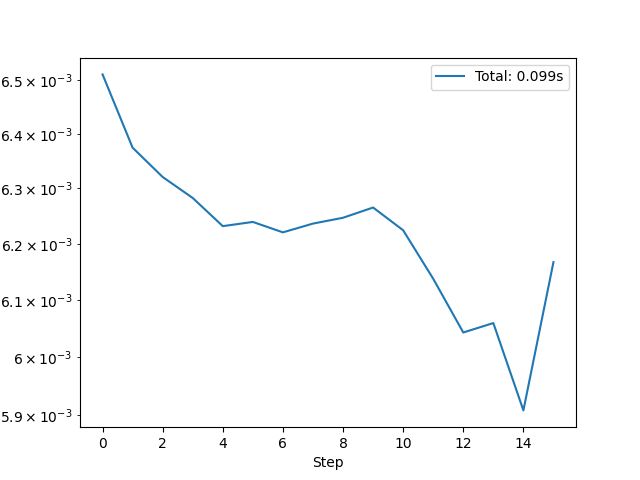 Total: 0.099s
6.5 × 10⁻³
6.4 × 10⁻³
6.3 × 10⁻³
6.2 × 10⁻³
6.1 × 10⁻³
6 × 10⁻³
5.9 × 10⁻³
0 2 4 6 8 10 12 14
Step